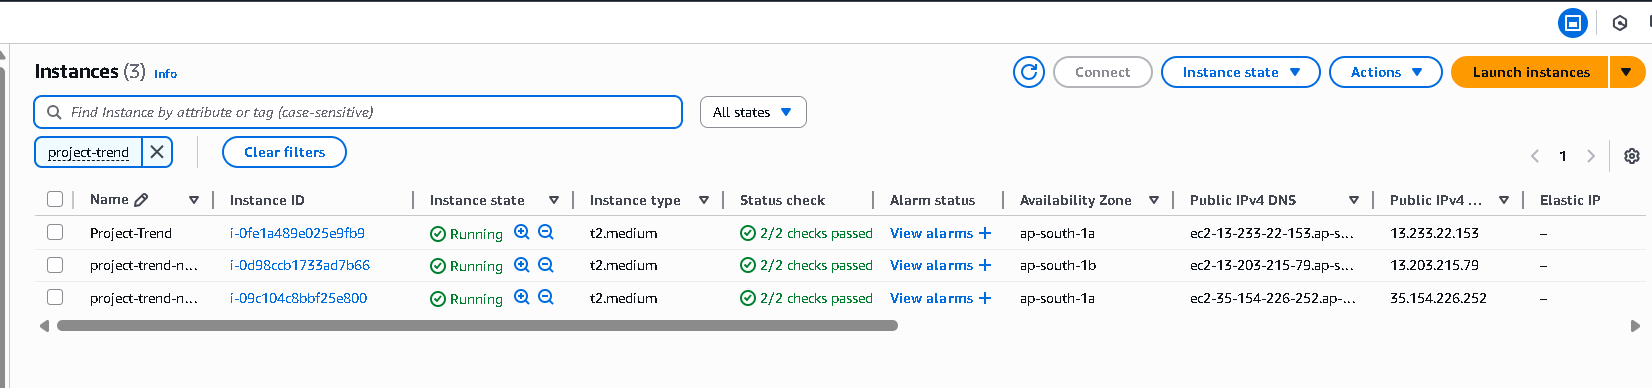 Instances (3) Info
Connect Instance state Actions Launch instances
Find Instance by attribute or tag (case-sensitive) All states
project-trend Clear filters
1
Name Instance ID Instance state Instance type Status check Alarm status Availability Zone Public IPv4 DNS Public IPv4 ... Elastic IP
Project-Trend i-0fe1a489e025e9fb9 Running t2.medium 2/2 checks passed View alarms + ap-south-1a ec2-13-233-22-153.ap-s... 13.233.22.153 –
project-trend-n... i-0d98ccb1733ad7b66 Running t2.medium 2/2 checks passed View alarms + ap-south-1b ec2-13-203-215-79.ap-s... 13.203.215.79 –
project-trend-n... i-09c104c8bbf25e800 Running t2.medium 2/2 checks passed View alarms + ap-south-1a ec2-35-154-226-252.ap-... 35.154.226.252 –